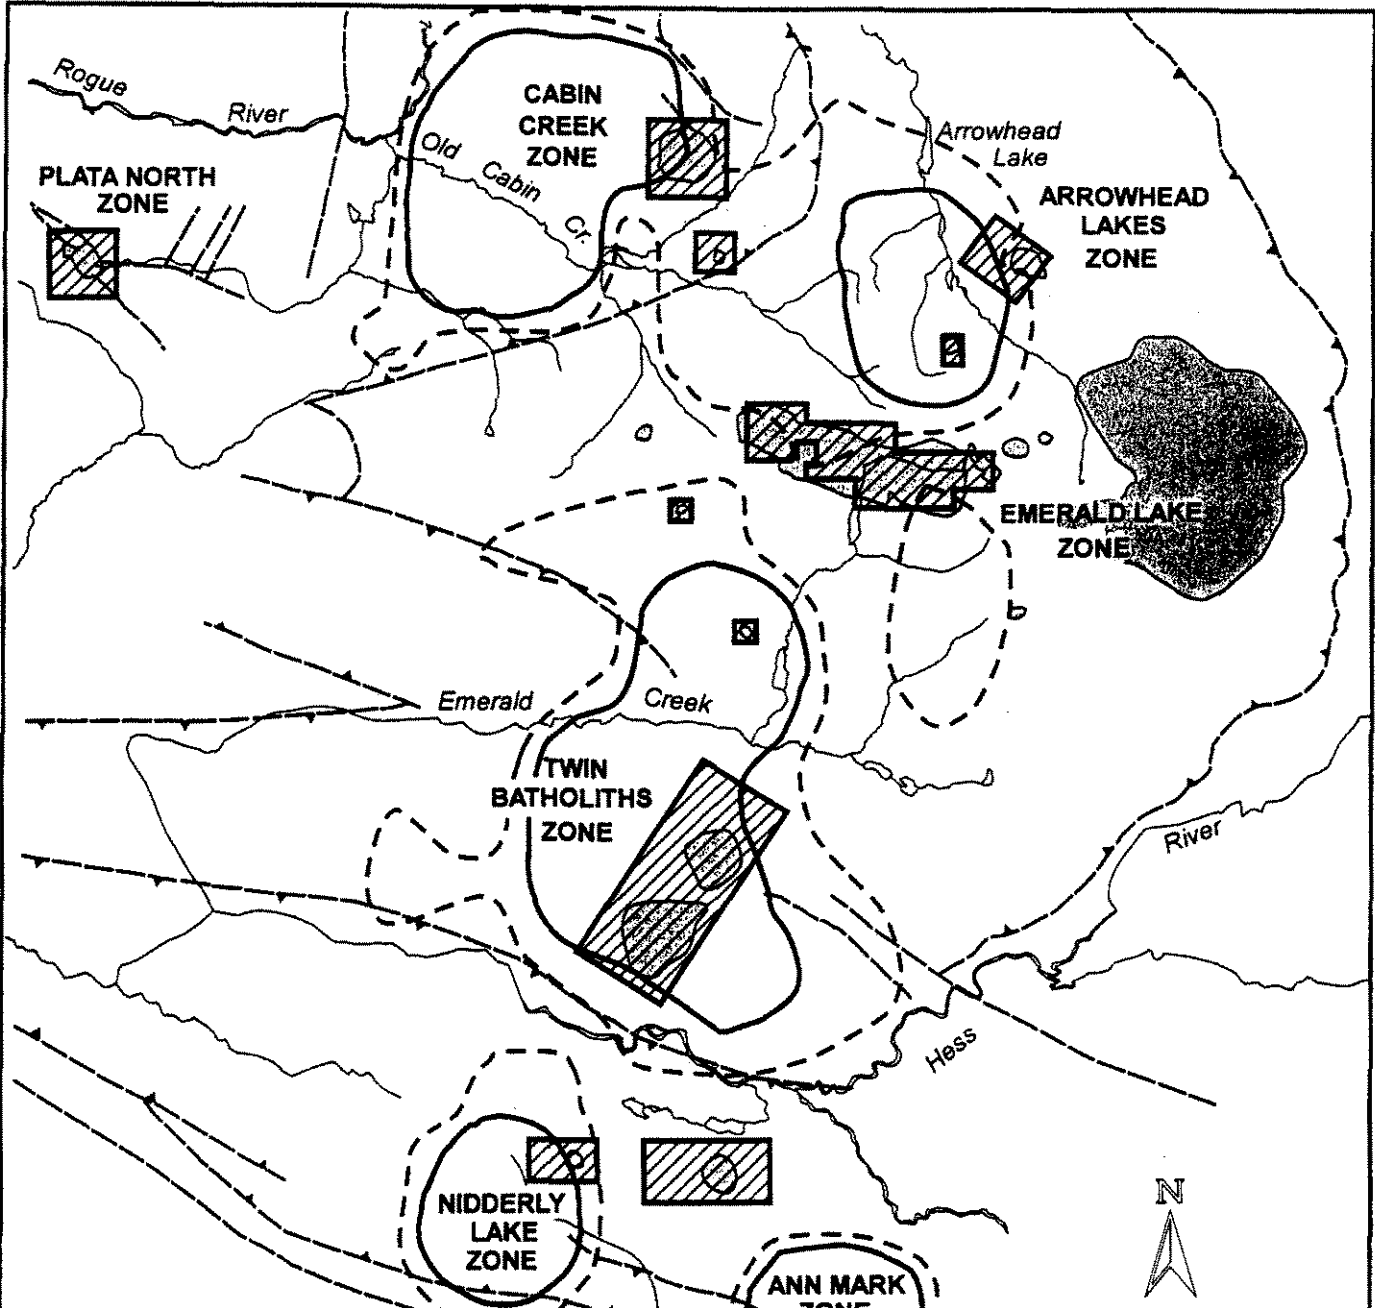 Rogue
River
CABIN
CREEK
ZONE
Old
Cabin
Cr.
Arrowhead
Lake
PLATA NORTH
ZONE
ARROWHEAD
LAKES
ZONE
EMERALD LAKE
ZONE
Emerald
Creek
TWIN
BATHOLITHS
ZONE
River
Hess
N
NIDDERLY
LAKE
ZONE
ANN MARK
ZONE